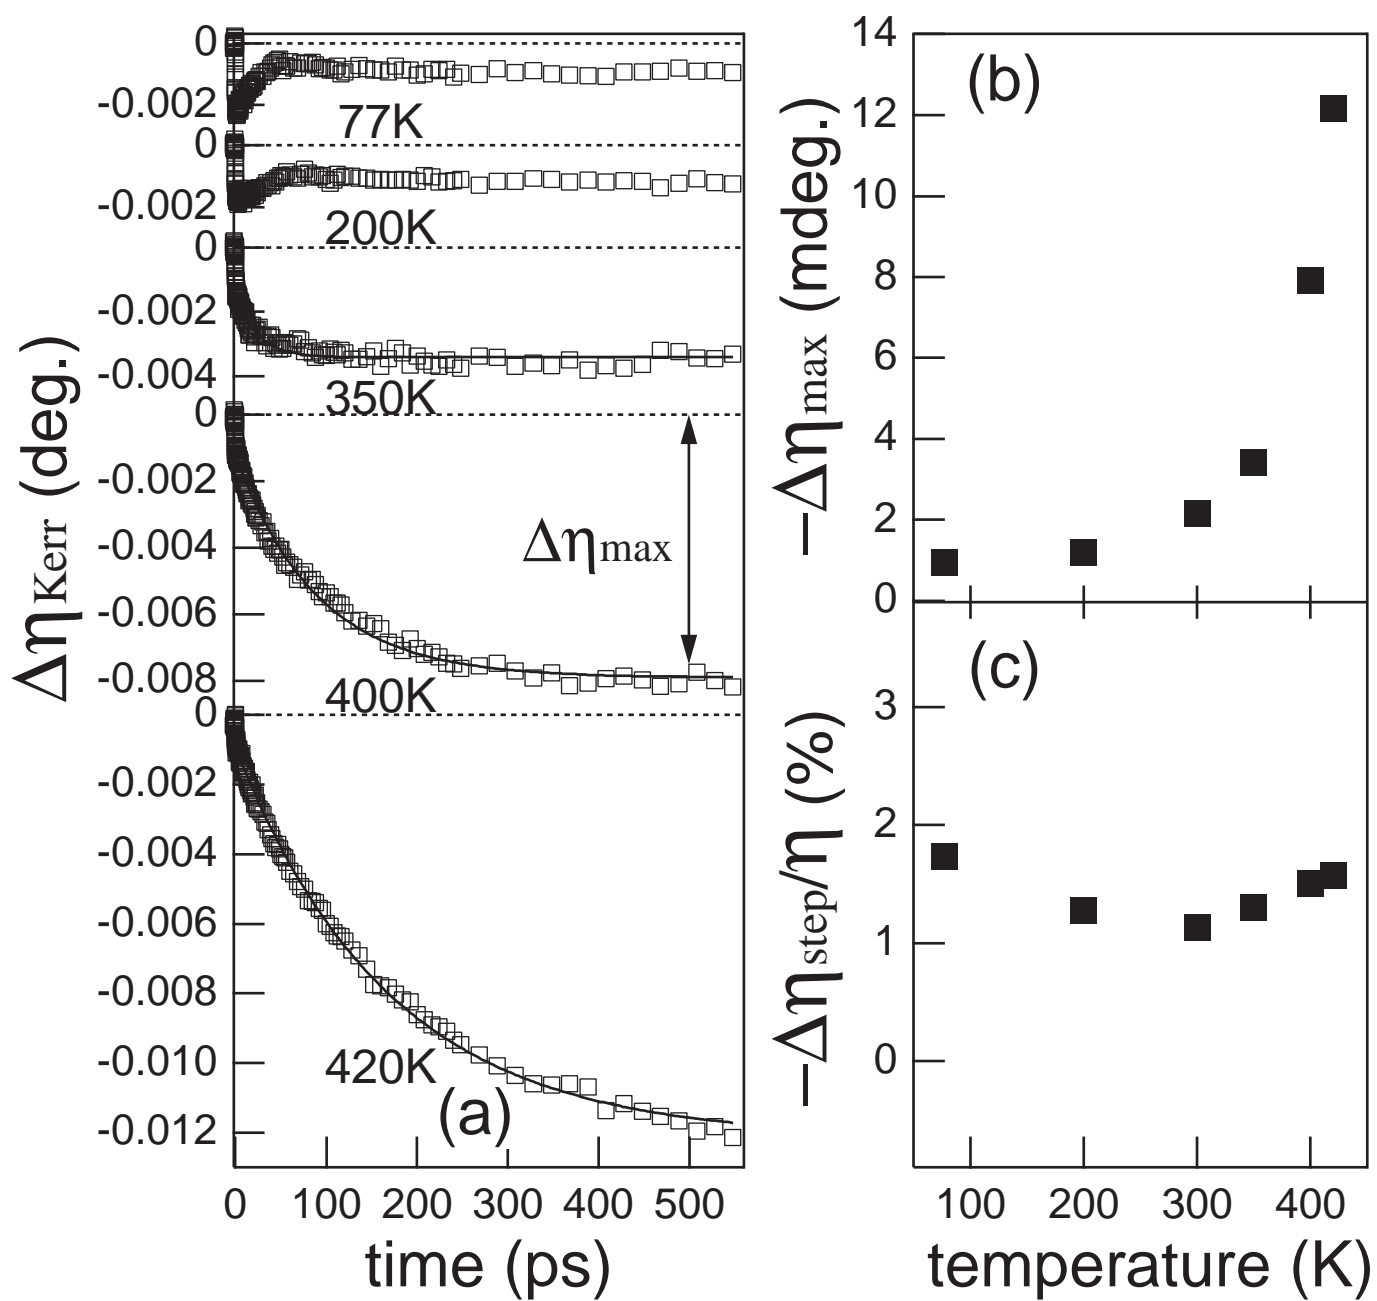 0
-0.002
77K
0
-0.002
200K
0
-0.002
-0.004
350K
0
-0.002
-0.004
-0.006
-0.008
400K
Δηmax
0
-0.002
-0.004
-0.006
-0.008
-0.010
-0.012
420K
(a)
ΔηKerr (deg.)
0 100 200 300 400 500
time (ps)
(b)
14
12
10
8
6
4
2
0
−Δηmax (mdeg.)
(c)
3
2
1
0
−Δηstep/η (%)
100 200 300 400
temperature (K)